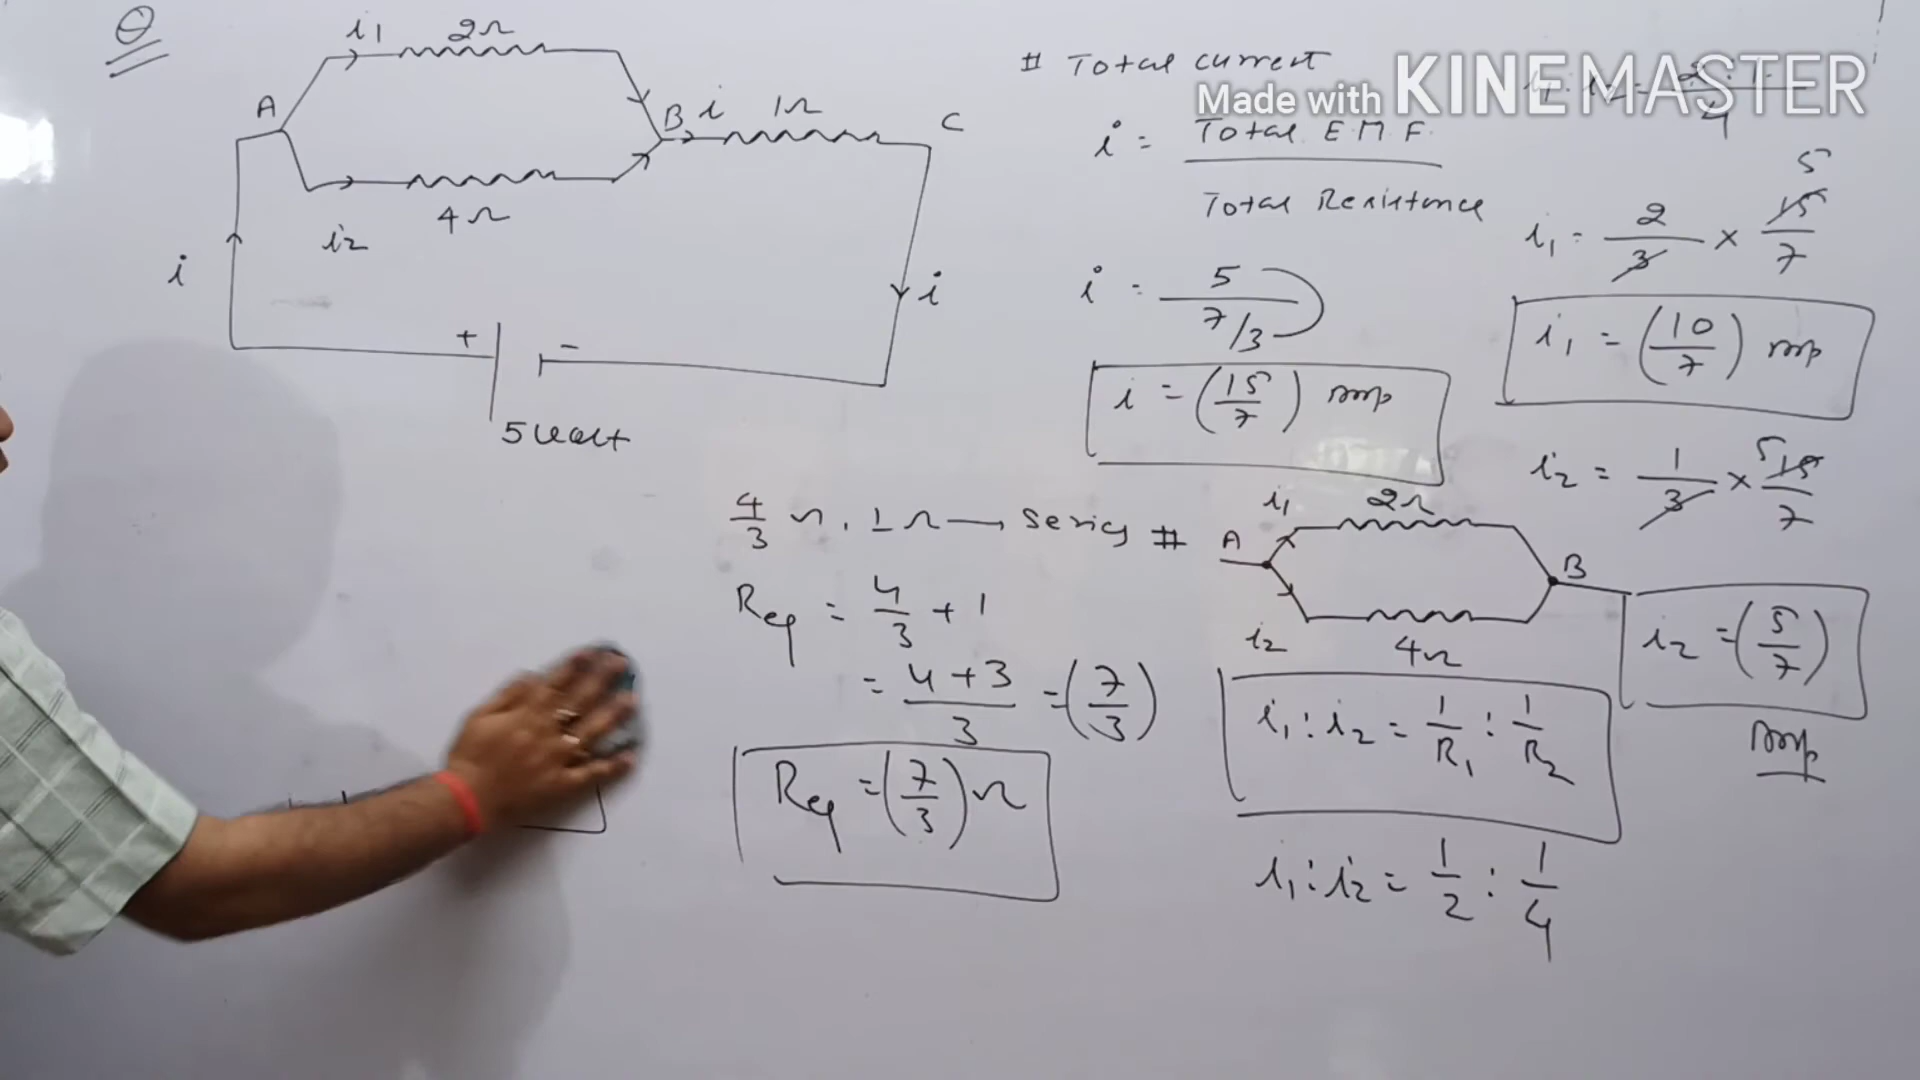 Q
i1 2Ω
A
B i 1Ω C
4Ω
i2
i
i
+ -
5 Volt
# Total current
Made with KINEMASTER
i = Total E M F / Total Resistance
i = 5 / 7/3
i = (15/7) Amp
4/3 Ω, 1Ω → Series
Req = 4/3 + 1
= 4+3 / 3 = (7/3)
Req = (7/3) Ω
# A i1 2Ω B
i2 4Ω
i1 : i2 = 1/R1 : 1/R2
i1 : i2 = 1/2 : 1/4
4
5
i1 = 2/3 × 15/7
i1 = (10/7) Amp
i2 = 1/3 × 5 15/7
i2 = (5/7)
Amp